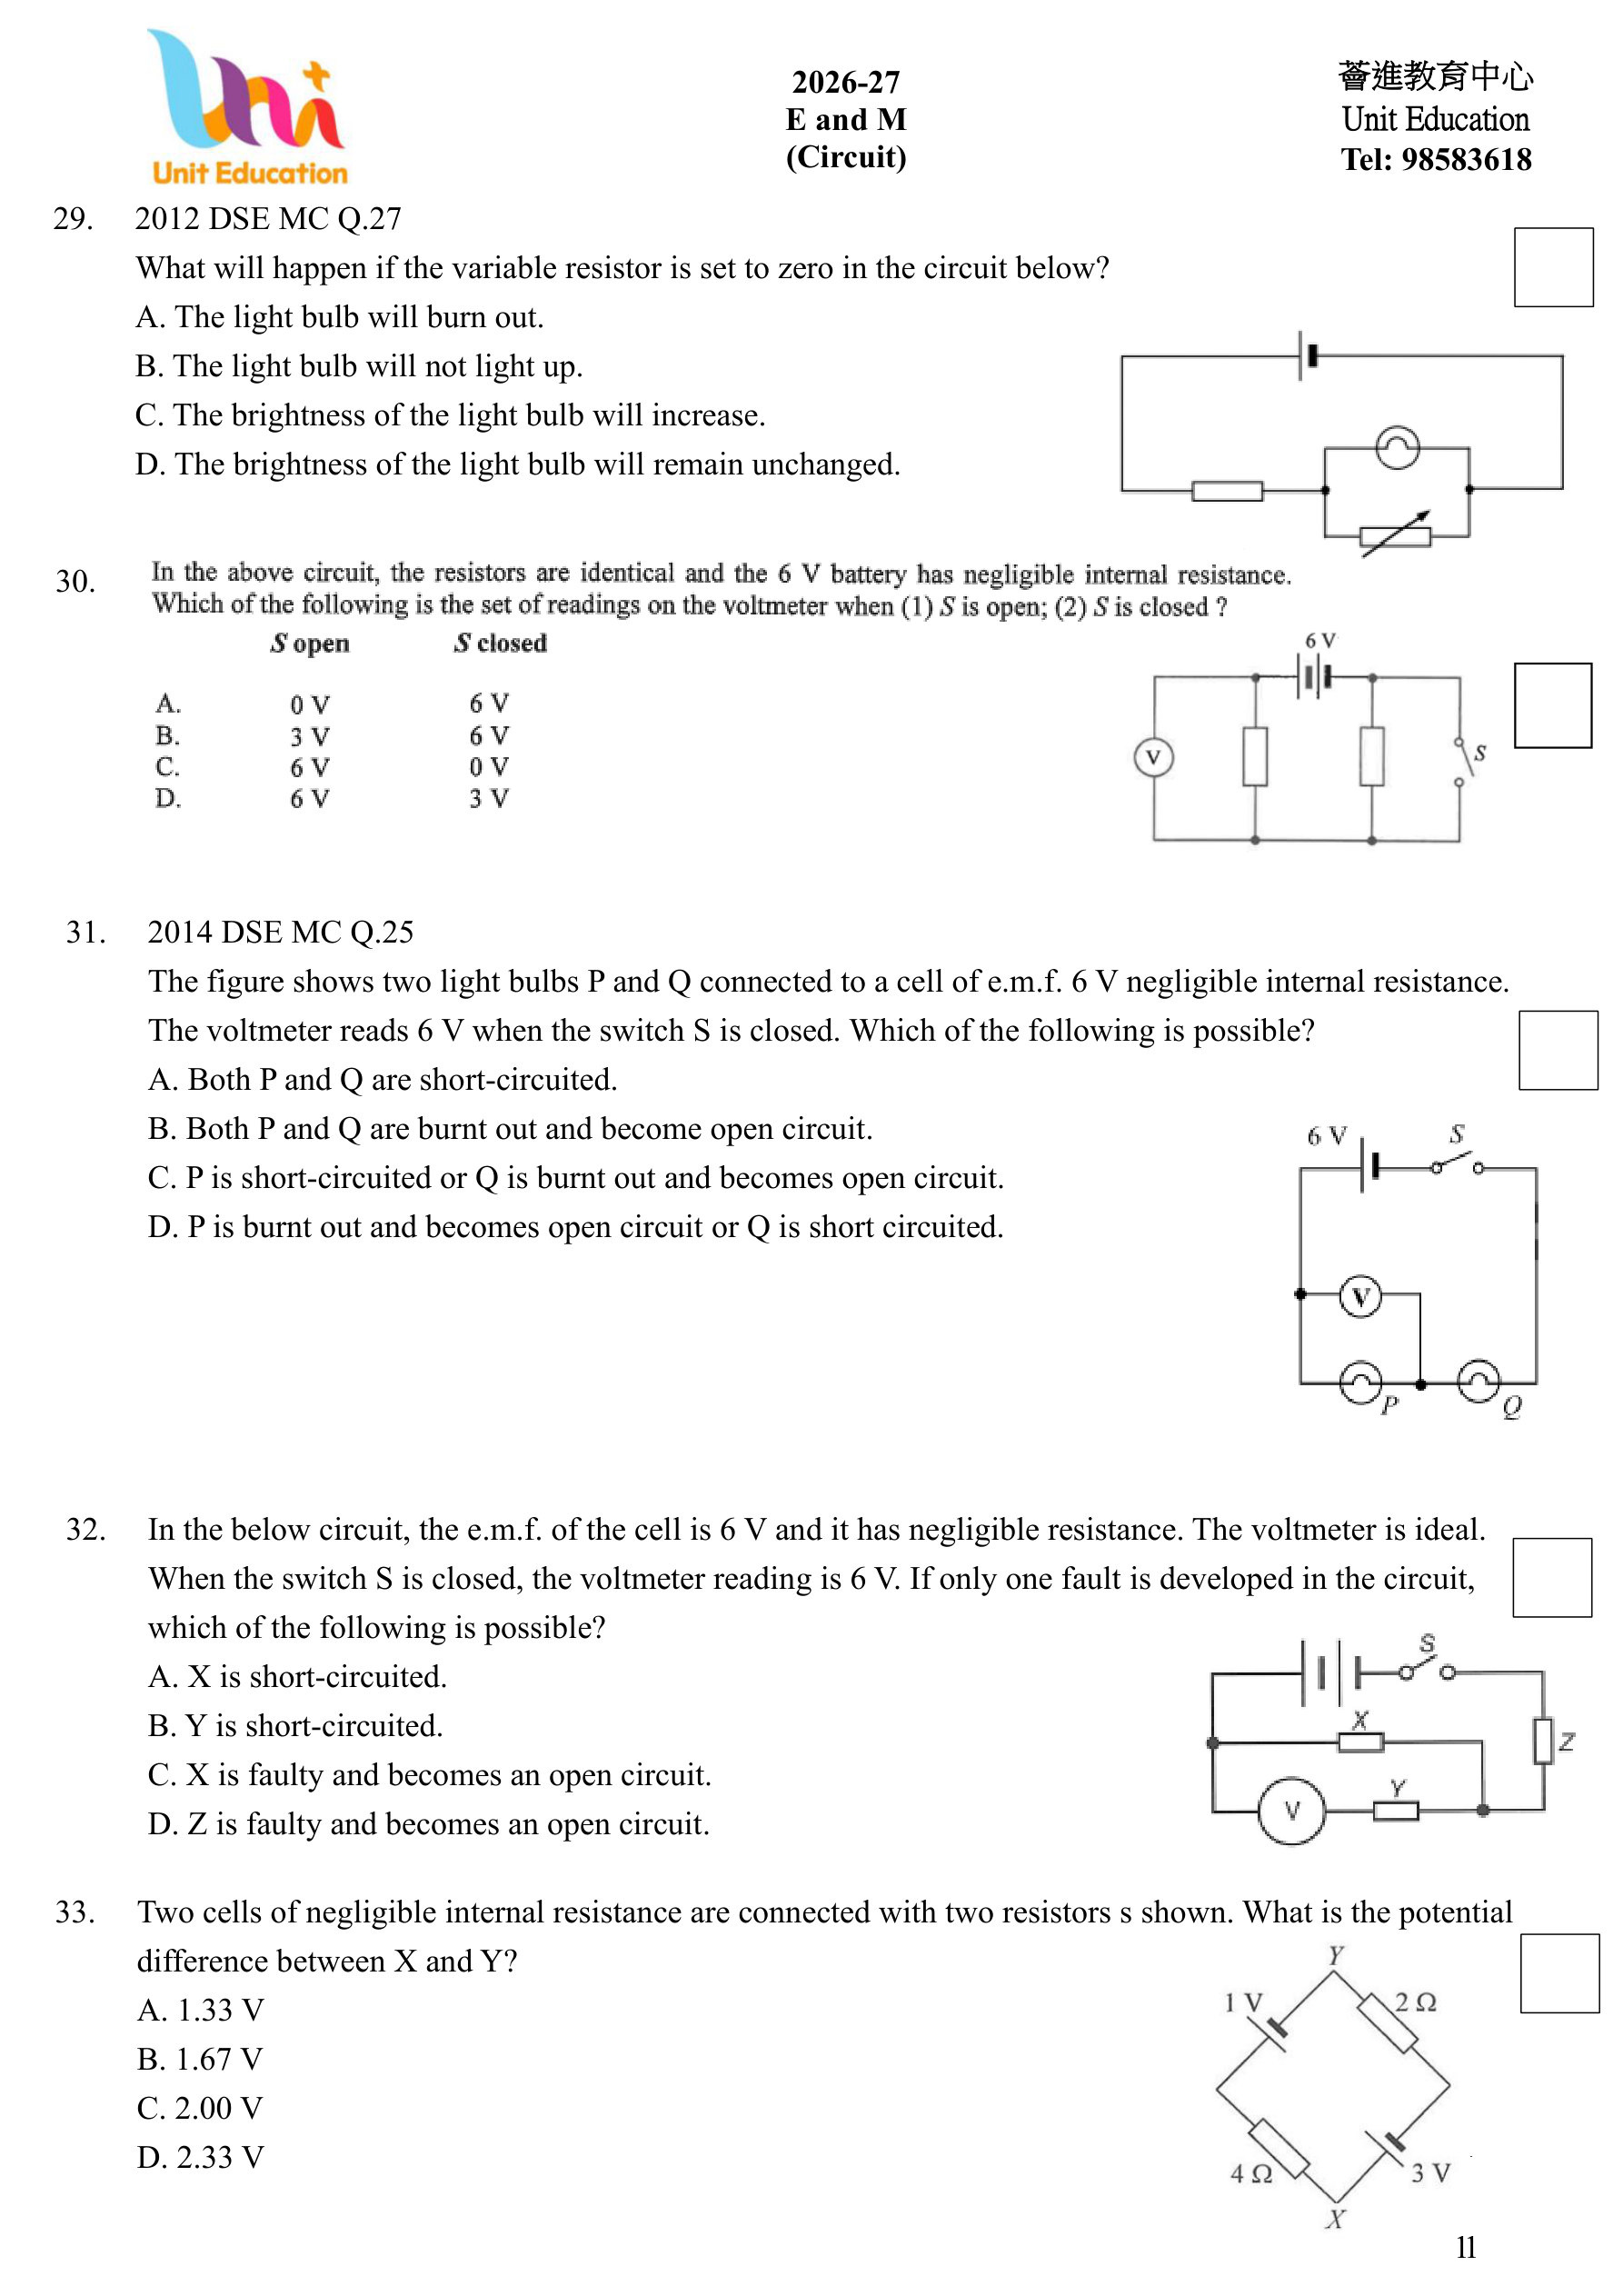 Unit Education
2026-27
E and M
(Circuit)
薈進教育中心
Unit Education
Tel: 98583618
29. 2012 DSE MC Q.27
What will happen if the variable resistor is set to zero in the circuit below?
A. The light bulb will burn out.
B. The light bulb will not light up.
C. The brightness of the light bulb will increase.
D. The brightness of the light bulb will remain unchanged.
30. In the above circuit, the resistors are identical and the 6 V battery has negligible internal resistance.
Which of the following is the set of readings on the voltmeter when (1) S is open; (2) S is closed ?
S open S closed
A. 0 V 6 V
B. 3 V 6 V
C. 6 V 0 V
D. 6 V 3 V
6 V
V
S
31. 2014 DSE MC Q.25
The figure shows two light bulbs P and Q connected to a cell of e.m.f. 6 V negligible internal resistance.
The voltmeter reads 6 V when the switch S is closed. Which of the following is possible?
A. Both P and Q are short-circuited.
B. Both P and Q are burnt out and become open circuit.
C. P is short-circuited or Q is burnt out and becomes open circuit.
D. P is burnt out and becomes open circuit or Q is short circuited.
6 V S
V
P Q
32. In the below circuit, the e.m.f. of the cell is 6 V and it has negligible resistance. The voltmeter is ideal.
When the switch S is closed, the voltmeter reading is 6 V. If only one fault is developed in the circuit,
which of the following is possible?
A. X is short-circuited.
B. Y is short-circuited.
C. X is faulty and becomes an open circuit.
D. Z is faulty and becomes an open circuit.
S
X
Z
Y
V
33. Two cells of negligible internal resistance are connected with two resistors s shown. What is the potential
difference between X and Y?
A. 1.33 V
B. 1.67 V
C. 2.00 V
D. 2.33 V
Y
1 V 2 Ω
4 Ω 3 V
X
11